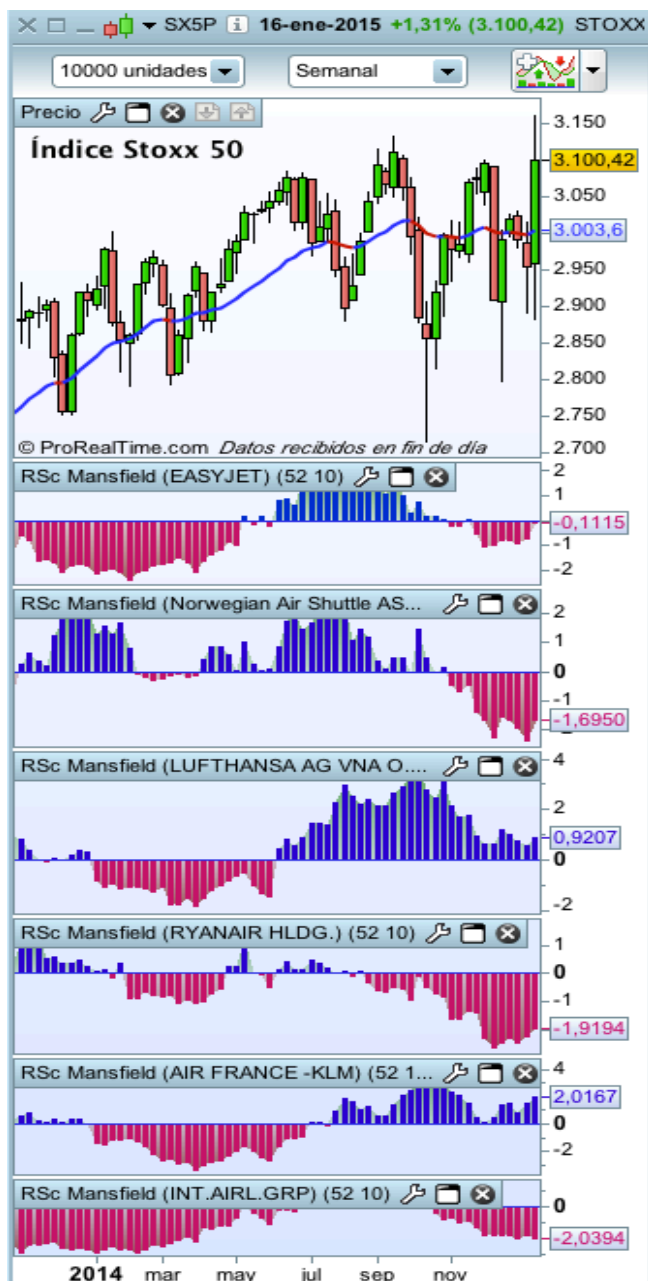 SX5P 16-ene-2015 +1,31% (3.100,42) STOXX
10000 unidades Semanal
Precio
Índice Stoxx 50
3.150
3.100,42
3.050
3.003,6
2.950
2.900
2.850
2.800
2.750
2.700
© ProRealTime.com Datos recibidos en fin de día
RSc Mansfield (EASYJET) (52 10)
2
1
-0,1115
-1
-2
RSc Mansfield (Norwegian Air Shuttle AS...
2
1
0
-1
-1,6950
RSc Mansfield (LUFTHANSA AG VNA O....
4
2
0,9207
0
-2
RSc Mansfield (RYANAIR HLDG.) (52 10)
1
0
-1
-1,9194
RSc Mansfield (AIR FRANCE -KLM) (52 1...
4
2,0167
0
-2
RSc Mansfield (INT.AIRL.GRP) (52 10)
0
-2,0394
2014 mar may jul sep nov